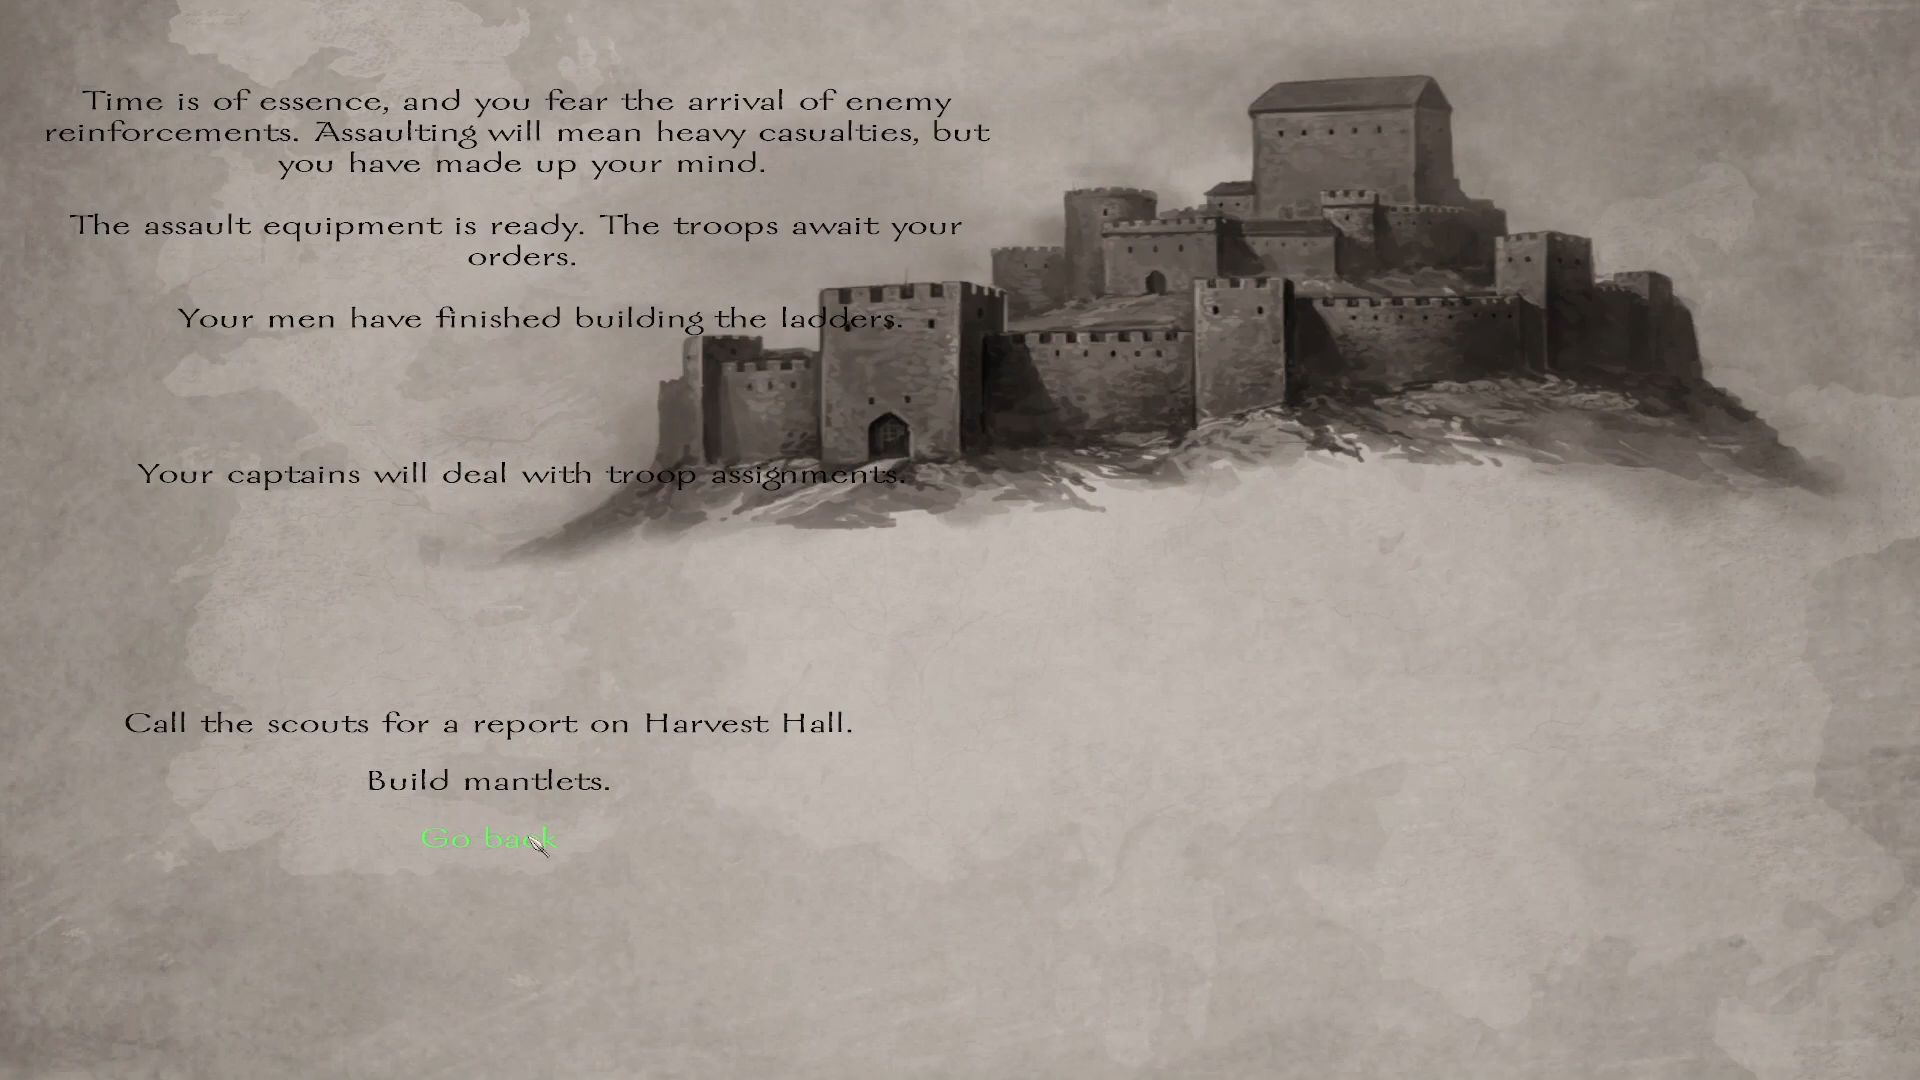 Time is of essence, and you fear the arrival of enemy
reinforcements. Assaulting will mean heavy casualties, but
you have made up your mind.
The assault equipment is ready. The troops await your
orders.
Your men have finished building the ladders.
Your captains will deal with troop assignments.
Call the scouts for a report on Harvest Hall.
Build mantlets.
Go back